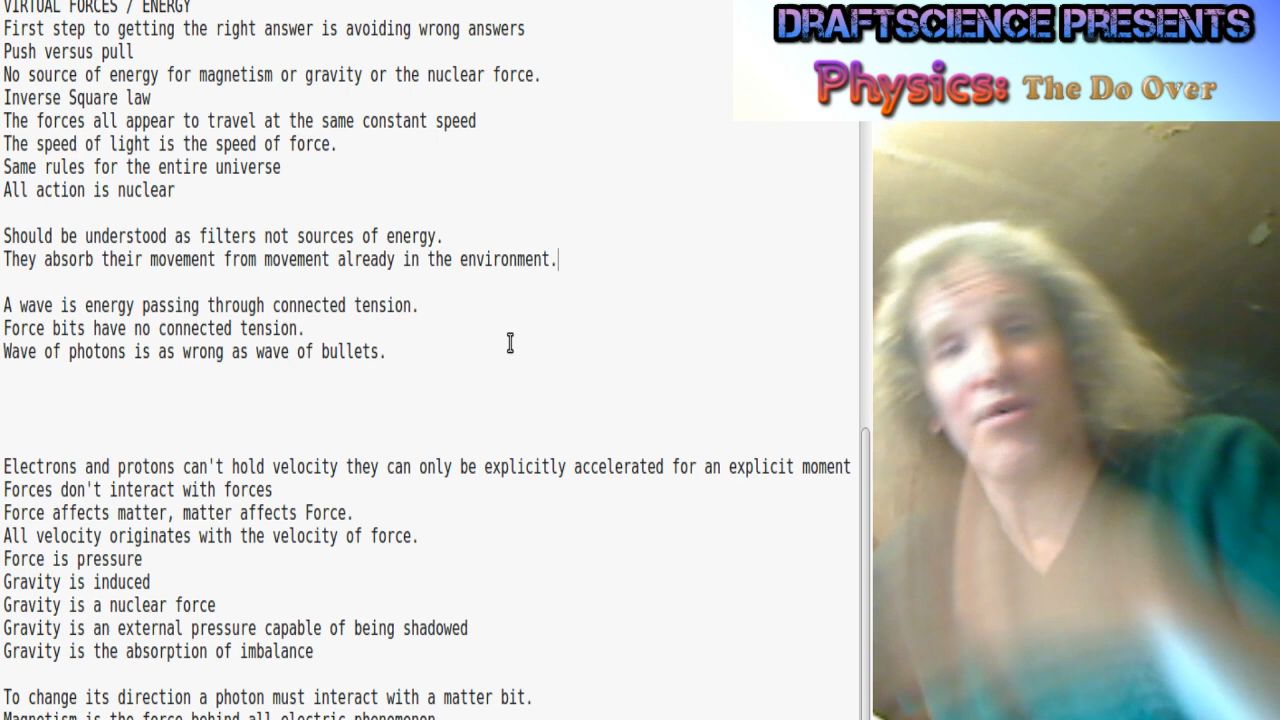 VIRTUAL FORCES / ENERGY
First step to getting the right answer is avoiding wrong answers
Push versus pull
No source of energy for magnetism or gravity or the nuclear force.
Inverse Square law
The forces all appear to travel at the same constant speed
The speed of light is the speed of force.
Same rules for the entire universe
All action is nuclear
Should be understood as filters not sources of energy.
They absorb their movement from movement already in the environment.
A wave is energy passing through connected tension.
Force bits have no connected tension.
Wave of photons is as wrong as wave of bullets.
Electrons and protons can't hold velocity they can only be explicitly accelerated for an explicit moment
Forces don't interact with forces
Force affects matter, matter affects Force.
All velocity originates with the velocity of force.
Force is pressure
Gravity is induced
Gravity is a nuclear force
Gravity is an external pressure capable of being shadowed
Gravity is the absorption of imbalance
To change its direction a photon must interact with a matter bit.
Magnetism is the force behind all electric phenomenon
DRAFTSCIENCE PRESENTS
Physics: The Do Over